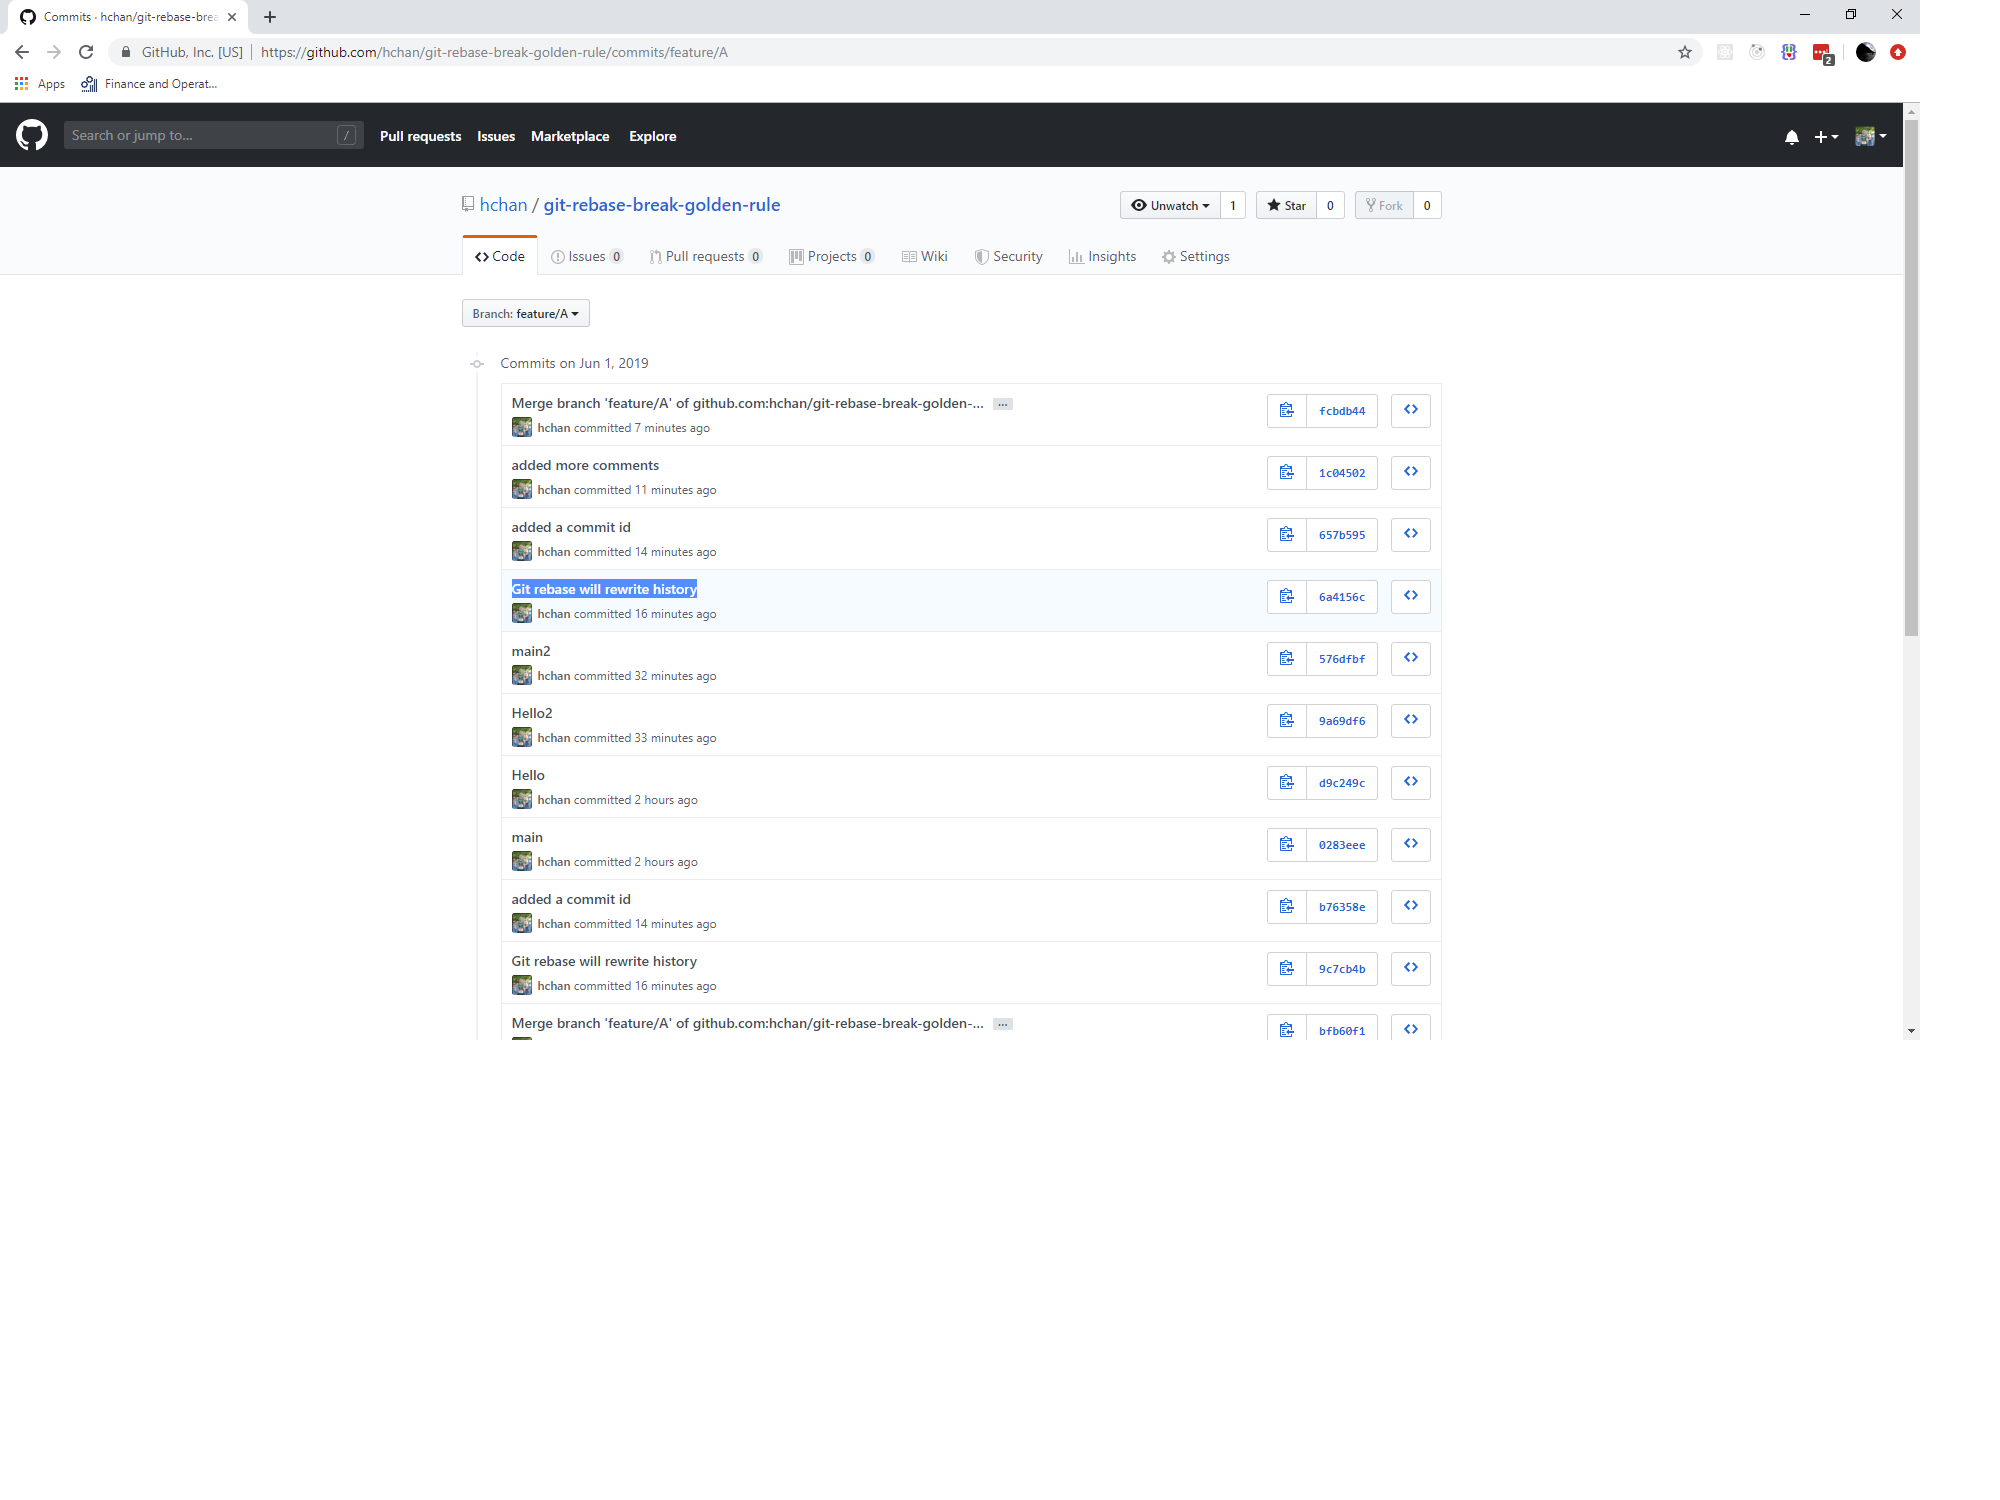 Commits · hchan/git-rebase-brea
GitHub, Inc. [US] https://github.com/hchan/git-rebase-break-golden-rule/commits/feature/A
2
Apps Finance and Operat...
Search or jump to... / Pull requests Issues Marketplace Explore
hchan / git-rebase-break-golden-rule Unwatch 1 Star 0 Fork 0
Code Issues 0 Pull requests 0 Projects 0 Wiki Security Insights Settings
Branch: feature/A
Commits on Jun 1, 2019
Merge branch 'feature/A' of github.com:hchan/git-rebase-break-golden-... ...
fcbdb44
hchan committed 7 minutes ago
added more comments
1c04502
hchan committed 11 minutes ago
added a commit id
657b595
hchan committed 14 minutes ago
Git rebase will rewrite history
6a4156c
hchan committed 16 minutes ago
main2
576dfbf
hchan committed 32 minutes ago
Hello2
9a69df6
hchan committed 33 minutes ago
Hello
d9c249c
hchan committed 2 hours ago
main
0283eee
hchan committed 2 hours ago
added a commit id
b76358e
hchan committed 14 minutes ago
Git rebase will rewrite history
9c7cb4b
hchan committed 16 minutes ago
Merge branch 'feature/A' of github.com:hchan/git-rebase-break-golden-... ...
bfb60f1